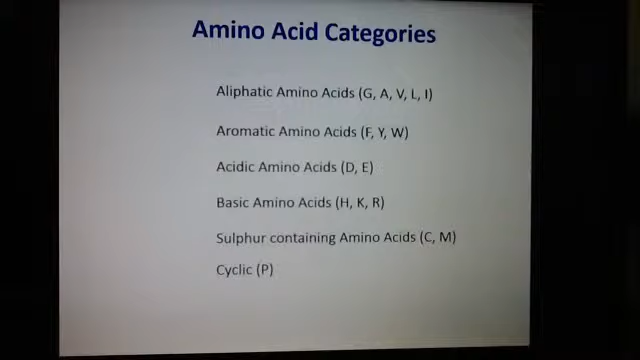 Amino Acid Categories
Aliphatic Amino Acids (G, A, V, L, I)
Aromatic Amino Acids (F, Y, W)
Acidic Amino Acids (D, E)
Basic Amino Acids (H, K, R)
Sulphur containing Amino Acids (C, M)
Cyclic (P)